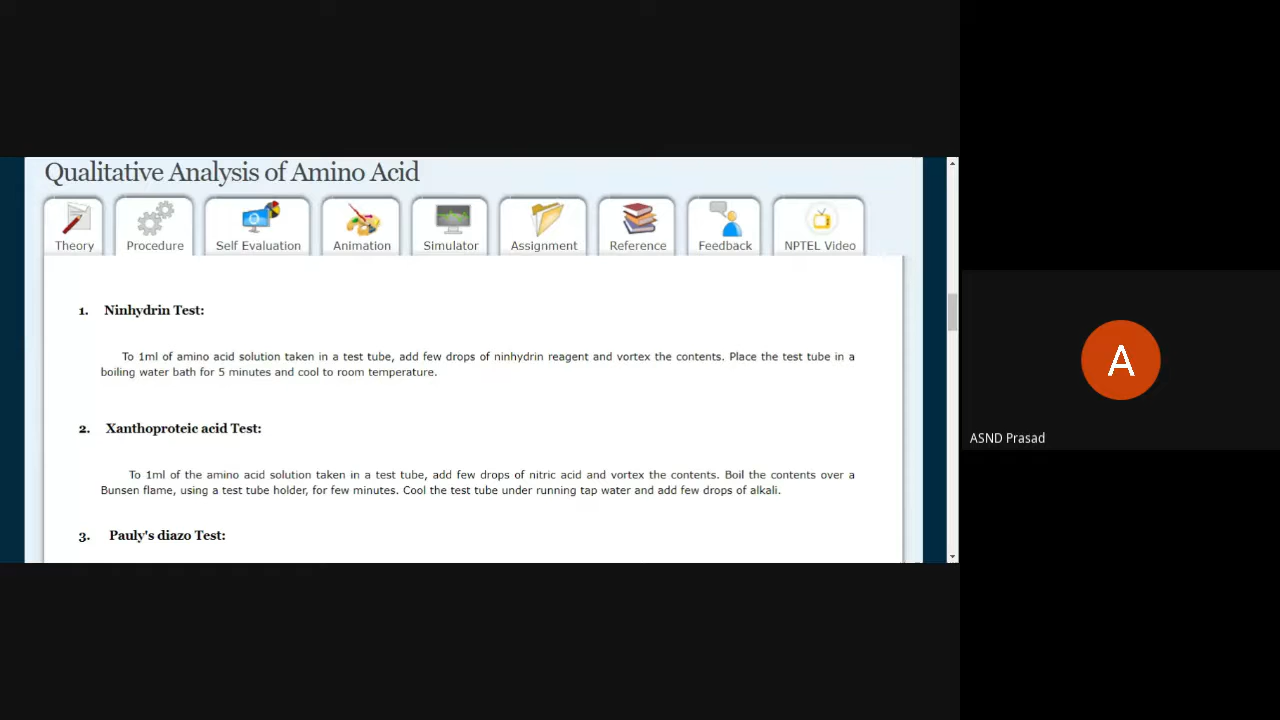 Qualitative Analysis of Amino Acid
Theory
Procedure
Self Evaluation
Animation
Simulator
Assignment
Reference
Feedback
NPTEL Video
1. Ninhydrin Test:
To 1ml of amino acid solution taken in a test tube, add few drops of ninhydrin reagent and vortex the contents. Place the test tube in a
boiling water bath for 5 minutes and cool to room temperature.
2. Xanthoproteic acid Test:
To 1ml of the amino acid solution taken in a test tube, add few drops of nitric acid and vortex the contents. Boil the contents over a
Bunsen flame, using a test tube holder, for few minutes. Cool the test tube under running tap water and add few drops of alkali.
3. Pauly's diazo Test:
A
ASND Prasad